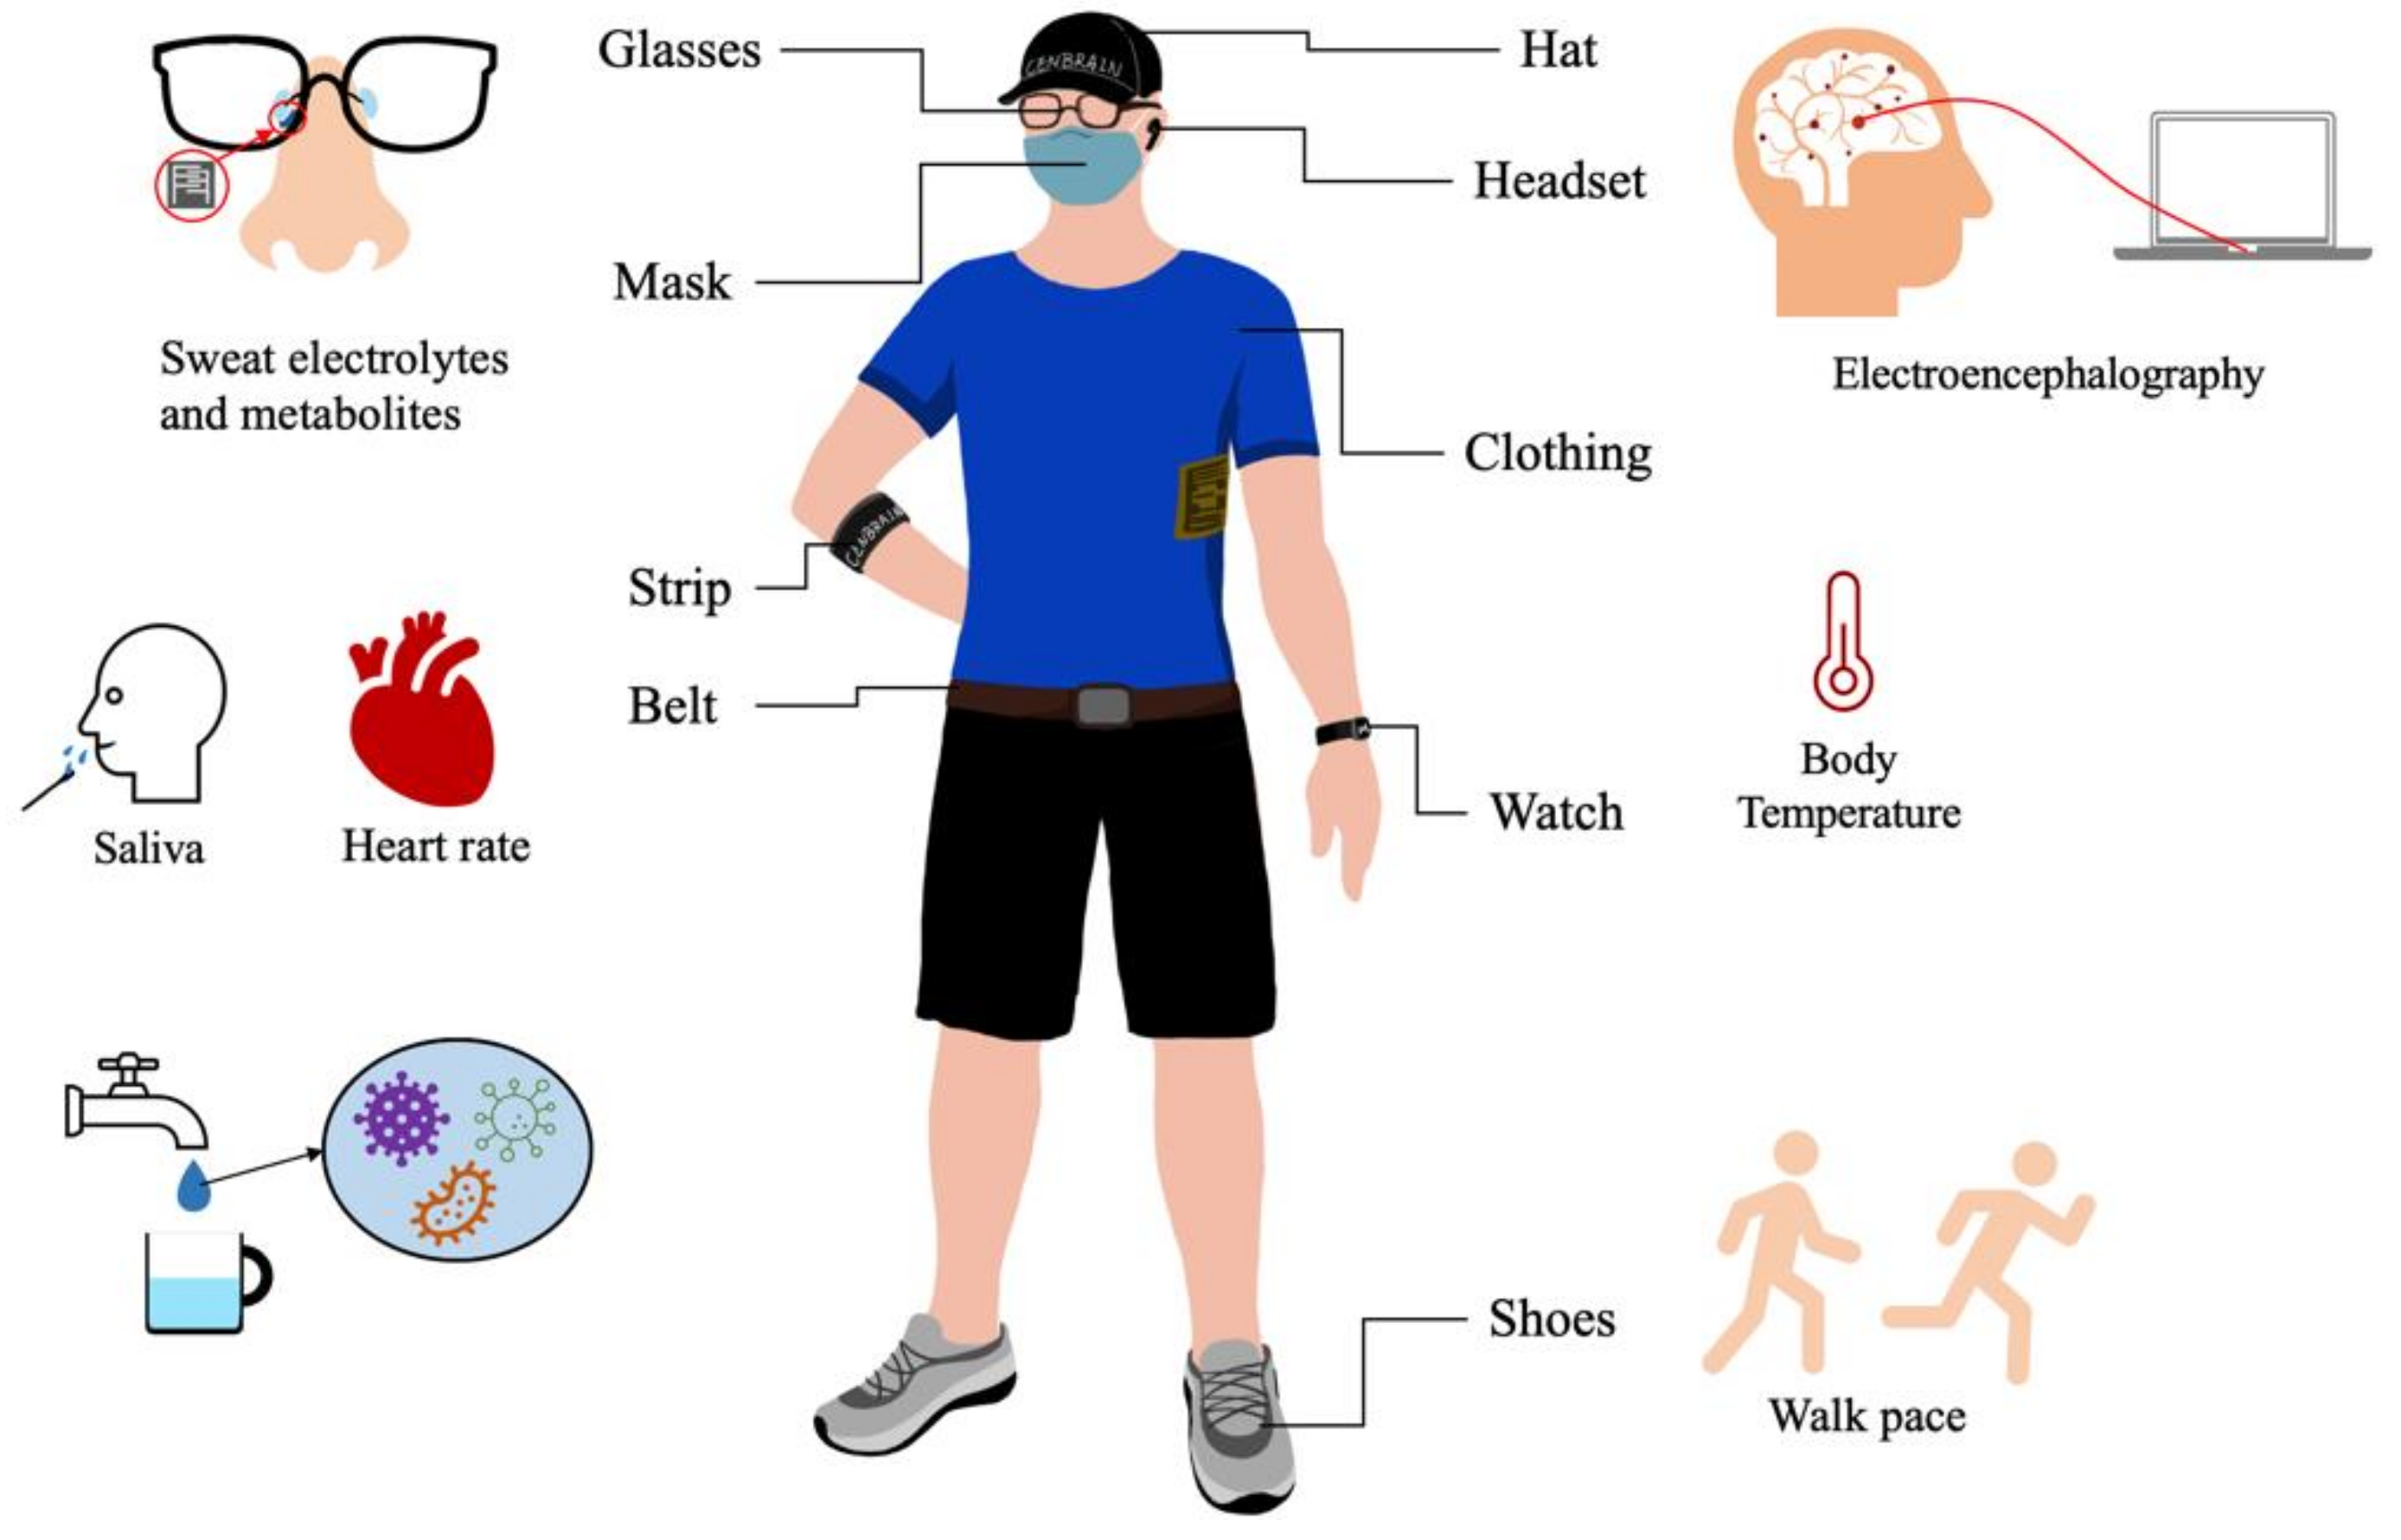 Glasses
Hat
CENBRAIN
Headset
Mask
Sweat electrolytes
and metabolites
Electroencephalography
Clothing
CENBRAIN
Strip
Belt
Body
Temperature
Watch
Saliva
Heart rate
Shoes
Walk pace